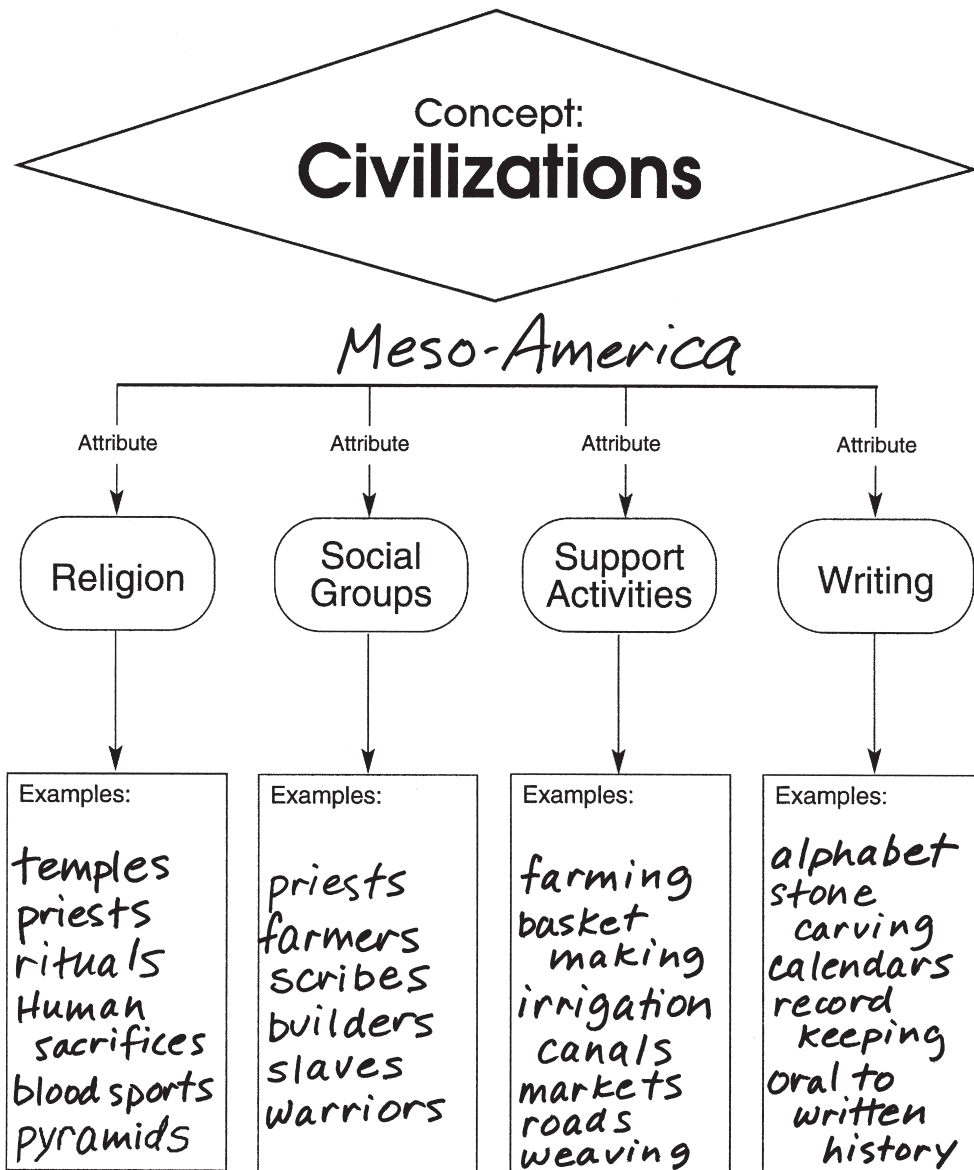 Concept:
Civilizations
Meso-America
Attribute
Attribute
Attribute
Attribute
Religion
Social
Groups
Support
Activities
Writing
Examples:
temples
priests
rituals
Human
sacrifices
blood sports
pyramids
Examples:
priests
farmers
scribes
builders
slaves
warriors
Examples:
farming
basket
making
irrigation
canals
markets
roads
weaving
Examples:
alphabet
stone
carving
calendars
record
keeping
oral to
written
history